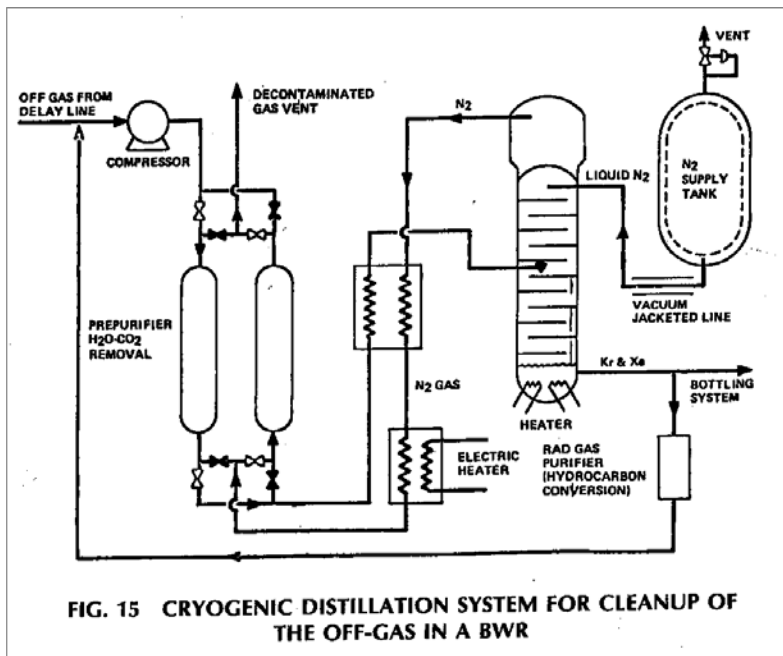 VENT
OFF GAS FROM
DELAY LINE
COMPRESSOR
DECONTAMINATED
GAS VENT
N2
LIQUID N2
N2
SUPPLY
TANK
PREPURIFIER
H2O-CO2
REMOVAL
VACUUM
JACKETED LINE
Kr & Xe
BOTTLING
SYSTEM
N2 GAS
HEATER
ELECTRIC
HEATER
RAD GAS
PURIFIER
(HYDROCARBON
CONVERSION)
FIG. 15 CRYOGENIC DISTILLATION SYSTEM FOR CLEANUP OF
THE OFF-GAS IN A BWR